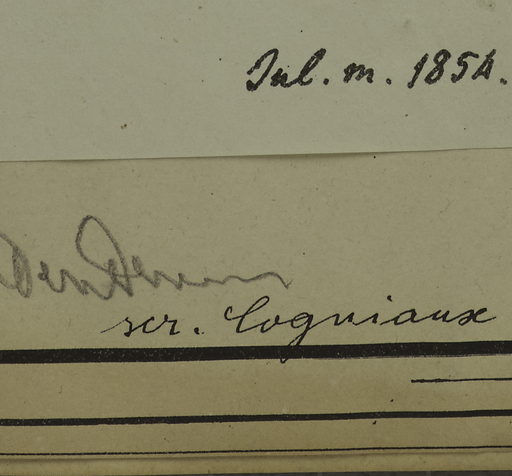 Jul. m. 1854.
scr. Cogniaux